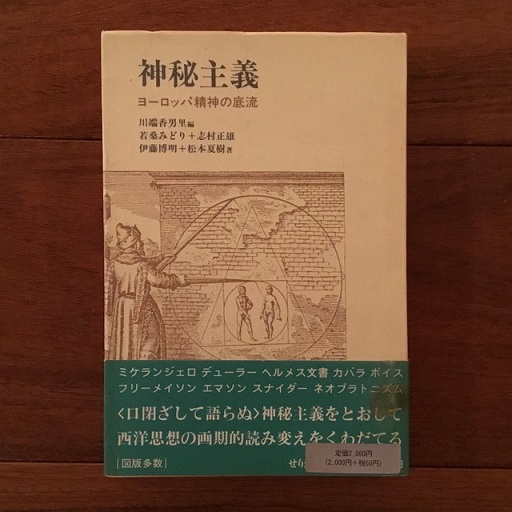 神秘主義
ヨーロッパ精神の底流
川端香男里編
若桑みどり+志村正雄
伊藤博明+松本夏樹著
ミケランジェロ デューラー ヘルメス文書 カバラ ボイス
フリーメイソン エマソン スナイダー ネオプラトニズム
〈口閉ざして語らぬ〉神秘主義をとおして
西洋思想の画期的読み変えをくわだてる
[図版多数]
せり
定価2,060円
(2,000円+税60円)